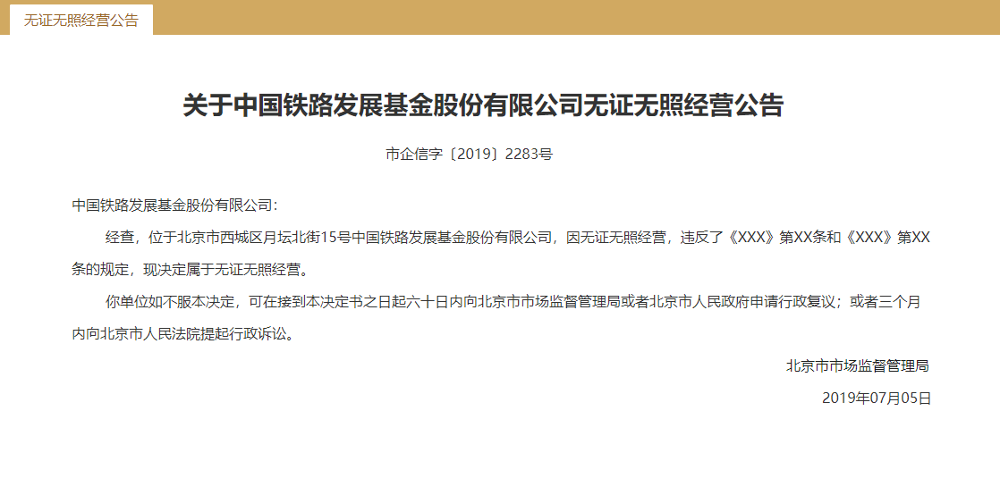 无证无照经营公告
关于中国铁路发展基金股份有限公司无证无照经营公告
市企信字〔2019〕2283号
中国铁路发展基金股份有限公司：
经查，位于北京市西城区月坛北街15号中国铁路发展基金股份有限公司，因无证无照经营，违反了《XXX》第XX条和《XXX》第XX
条的规定，现决定属于无证无照经营。
你单位如不服本决定，可在接到本决定书之日起六十日内向北京市市场监督管理局或者北京市人民政府申请行政复议；或者三个月
内向北京市人民法院提起行政诉讼。
北京市市场监督管理局
2019年07月05日